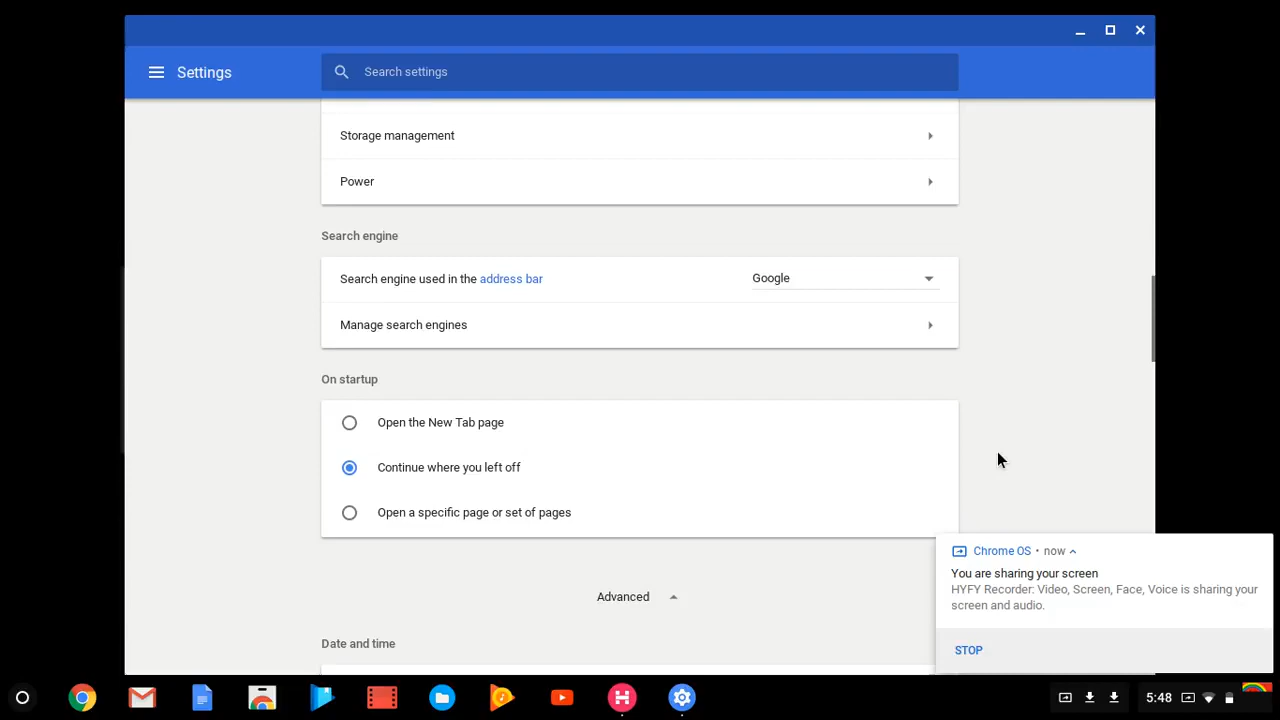 Settings
Search settings
Storage management
Power
Search engine
Search engine used in the address bar
Google
Manage search engines
On startup
Open the New Tab page
Continue where you left off
Open a specific page or set of pages
Chrome OS • now
You are sharing your screen
HYFY Recorder: Video, Screen, Face, Voice is sharing your
screen and audio.
STOP
Advanced
Date and time
5:48